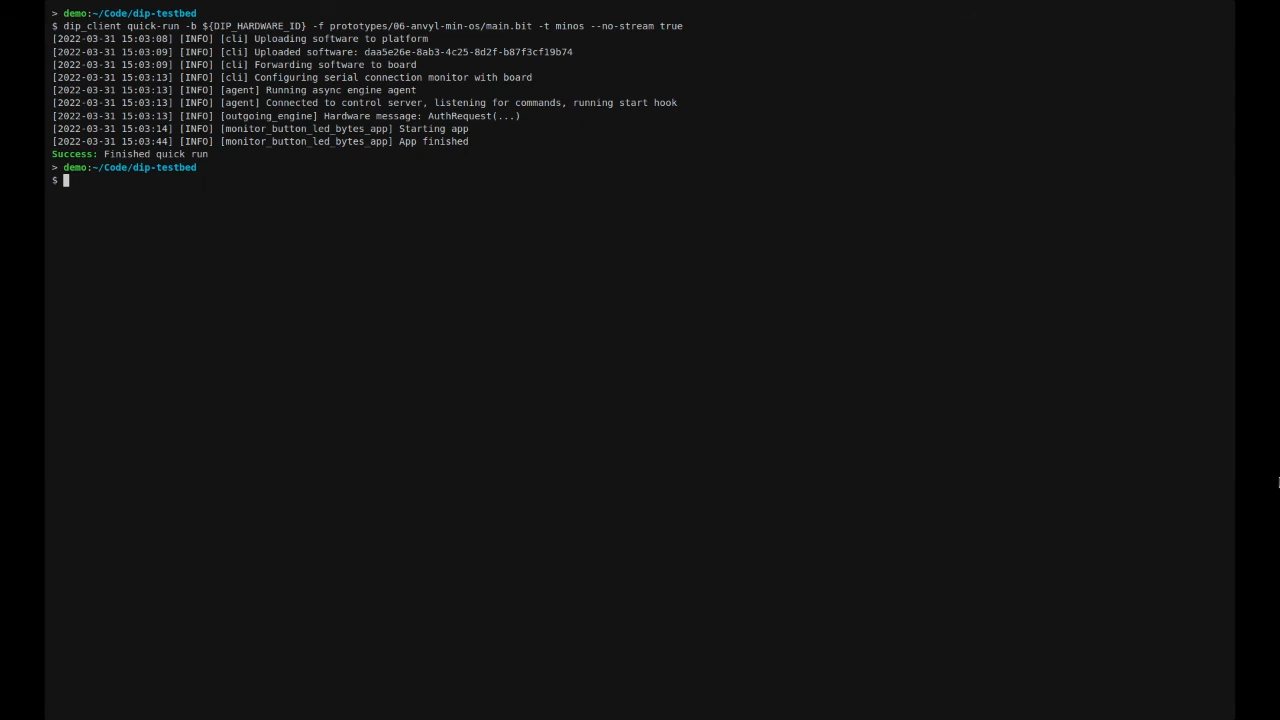 > demo:~/Code/dip-testbed
$ dip_client quick-run -b ${DIP_HARDWARE_ID} -f prototypes/06-anvyl-min-os/main.bit -t minos --no-stream true
[2022-03-31 15:03:08] [INFO] [cli] Uploading software to platform
[2022-03-31 15:03:09] [INFO] [cli] Uploaded software: daa5e26e-8ab3-4c25-8d2f-b87f3cf19b74
[2022-03-31 15:03:09] [INFO] [cli] Forwarding software to board
[2022-03-31 15:03:13] [INFO] [cli] Configuring serial connection monitor with board
[2022-03-31 15:03:13] [INFO] [agent] Running async engine agent
[2022-03-31 15:03:13] [INFO] [agent] Connected to control server, listening for commands, running start hook
[2022-03-31 15:03:13] [INFO] [outgoing_engine] Hardware message: AuthRequest(...)
[2022-03-31 15:03:14] [INFO] [monitor_button_led_bytes_app] Starting app
[2022-03-31 15:03:44] [INFO] [monitor_button_led_bytes_app] App finished
Success: Finished quick run
> demo:~/Code/dip-testbed
$